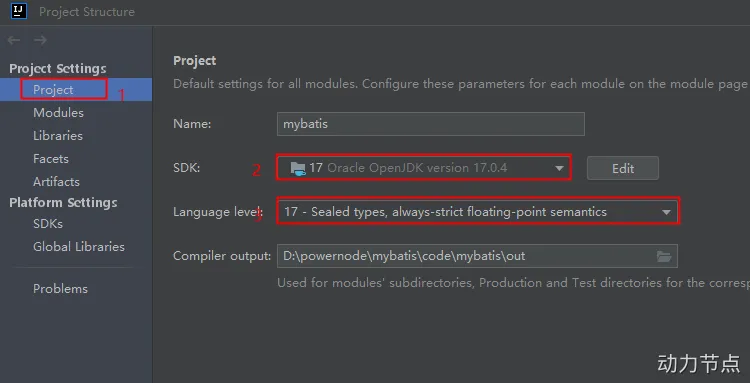 IJ Project Structure
Project Settings
Project 1
Modules
Libraries
Facets
Artifacts
Platform Settings
SDKs
Global Libraries
Problems
Project
Default settings for all modules. Configure these parameters for each module on the module page
Name: mybatis
SDK: 2 17 Oracle OpenJDK version 17.0.4 Edit
Language level: 17 - Sealed types, always-strict floating-point semantics
Compiler output: D:\powernode\mybatis\code\mybatis\out
Used for modules' subdirectories, Production and Test directories for the corresp
动力节点